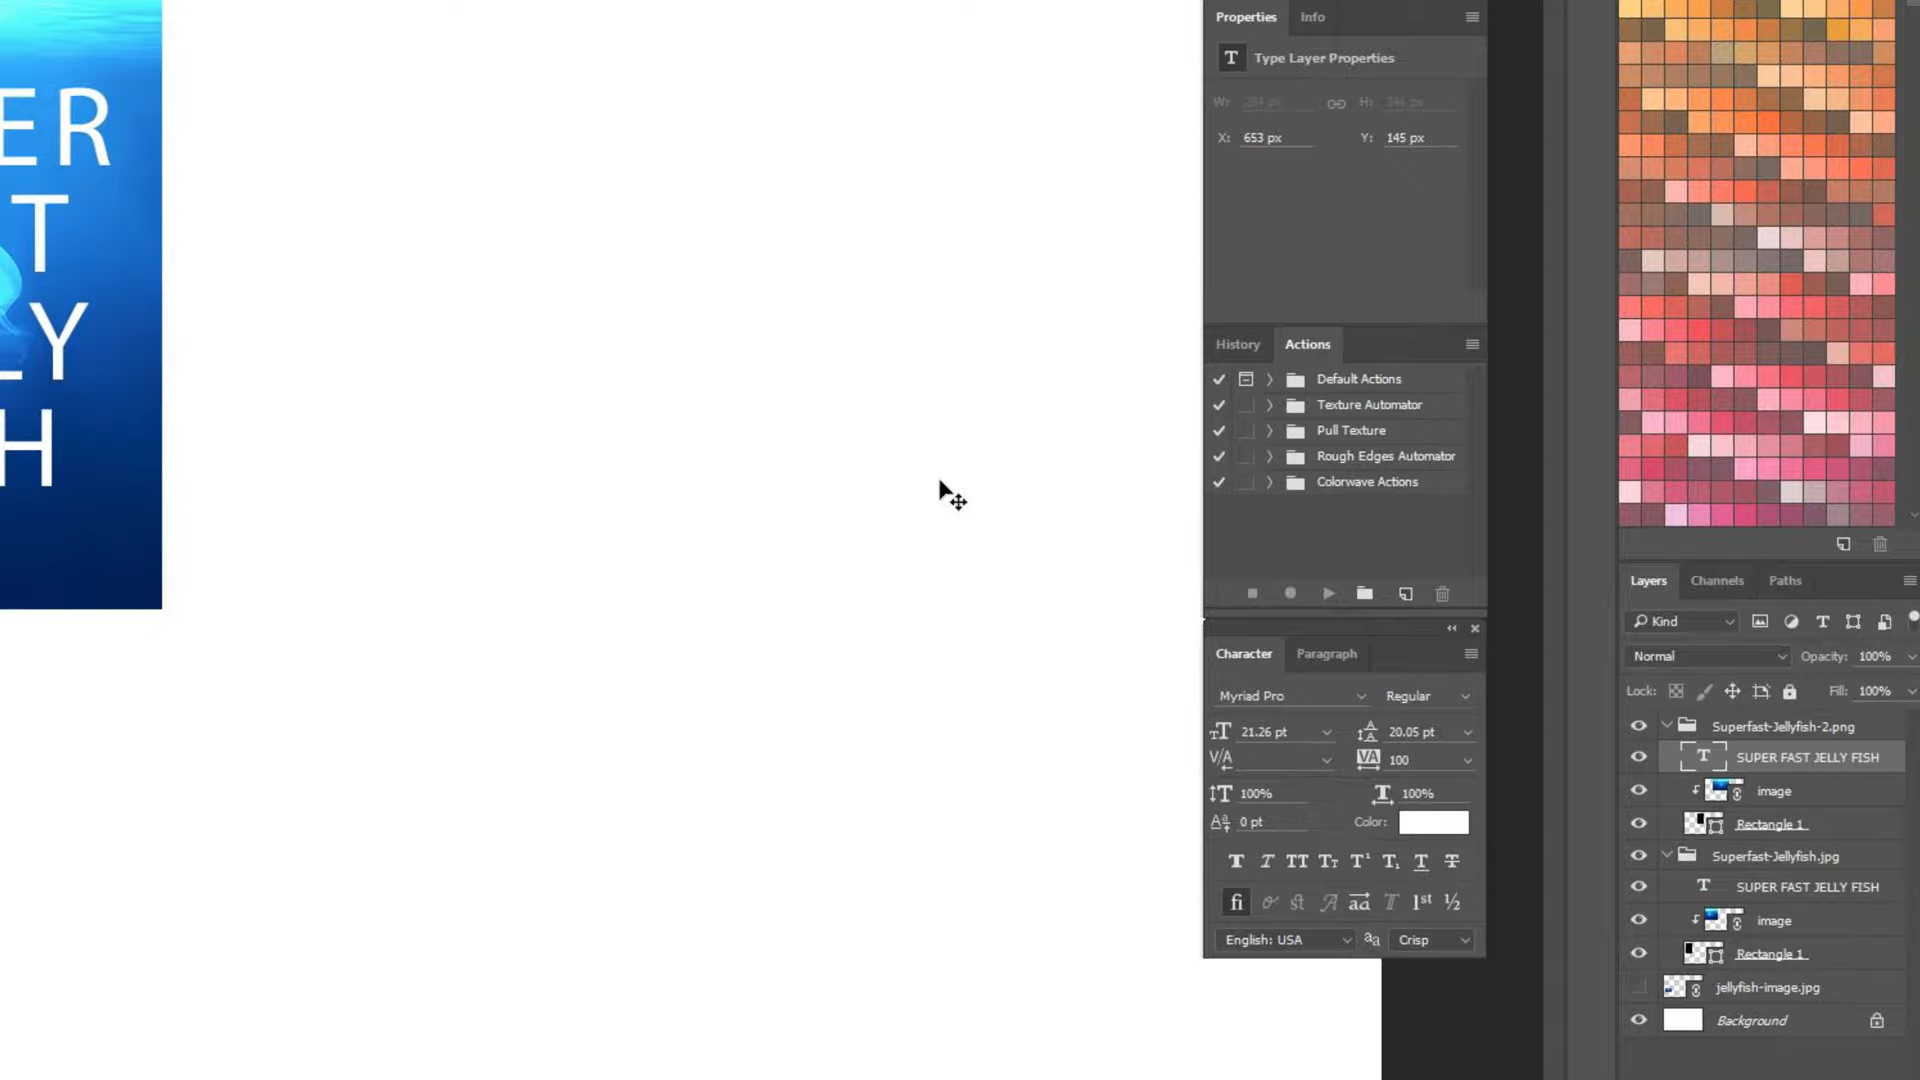 ER
T
LY
H
Properties Info
Type Layer Properties
W: H:
X: 653 px Y: 145 px
History Actions
Default Actions
Texture Automator
Pull Texture
Rough Edges Automator
Colorwave Actions
Character Paragraph
Myriad Pro Regular
21.26 pt 20.05 pt
100
100% 100%
0 pt Color:
English: USA Crisp
Layers Channels Paths
Kind
Normal Opacity: 100%
Lock: Fill: 100%
Superfast-Jellyfish-2.png
SUPER FAST JELLY FISH
image
Rectangle 1
Superfast-Jellyfish.jpg
SUPER FAST JELLY FISH
image
Rectangle 1
jellyfish-image.jpg
Background